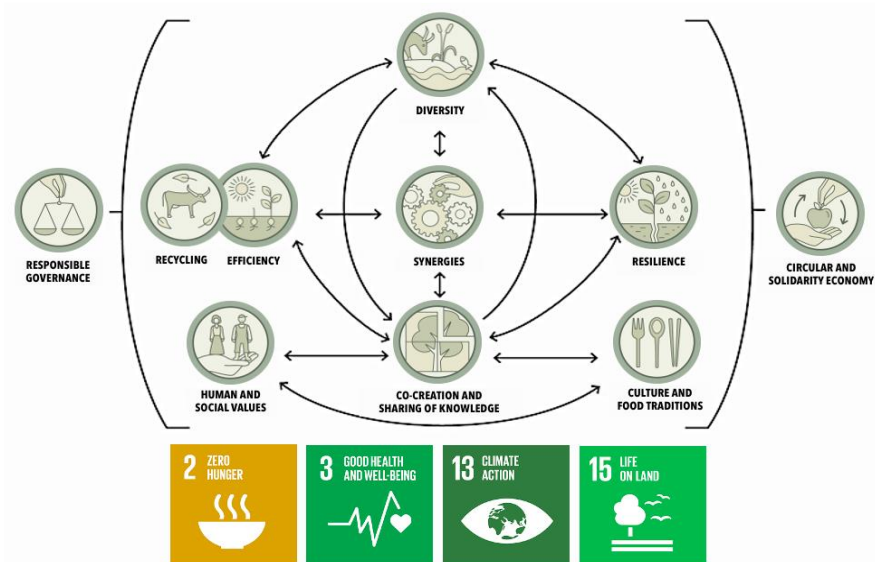 DIVERSITY
RESPONSIBLE
GOVERNANCE
RECYCLING
EFFICIENCY
SYNERGIES
RESILIENCE
CIRCULAR AND
SOLIDARITY ECONOMY
HUMAN AND
SOCIAL VALUES
CO-CREATION AND
SHARING OF KNOWLEDGE
CULTURE AND
FOOD TRADITIONS
2 ZERO
HUNGER
3 GOOD HEALTH
AND WELL-BEING
13 CLIMATE
ACTION
15 LIFE
ON LAND